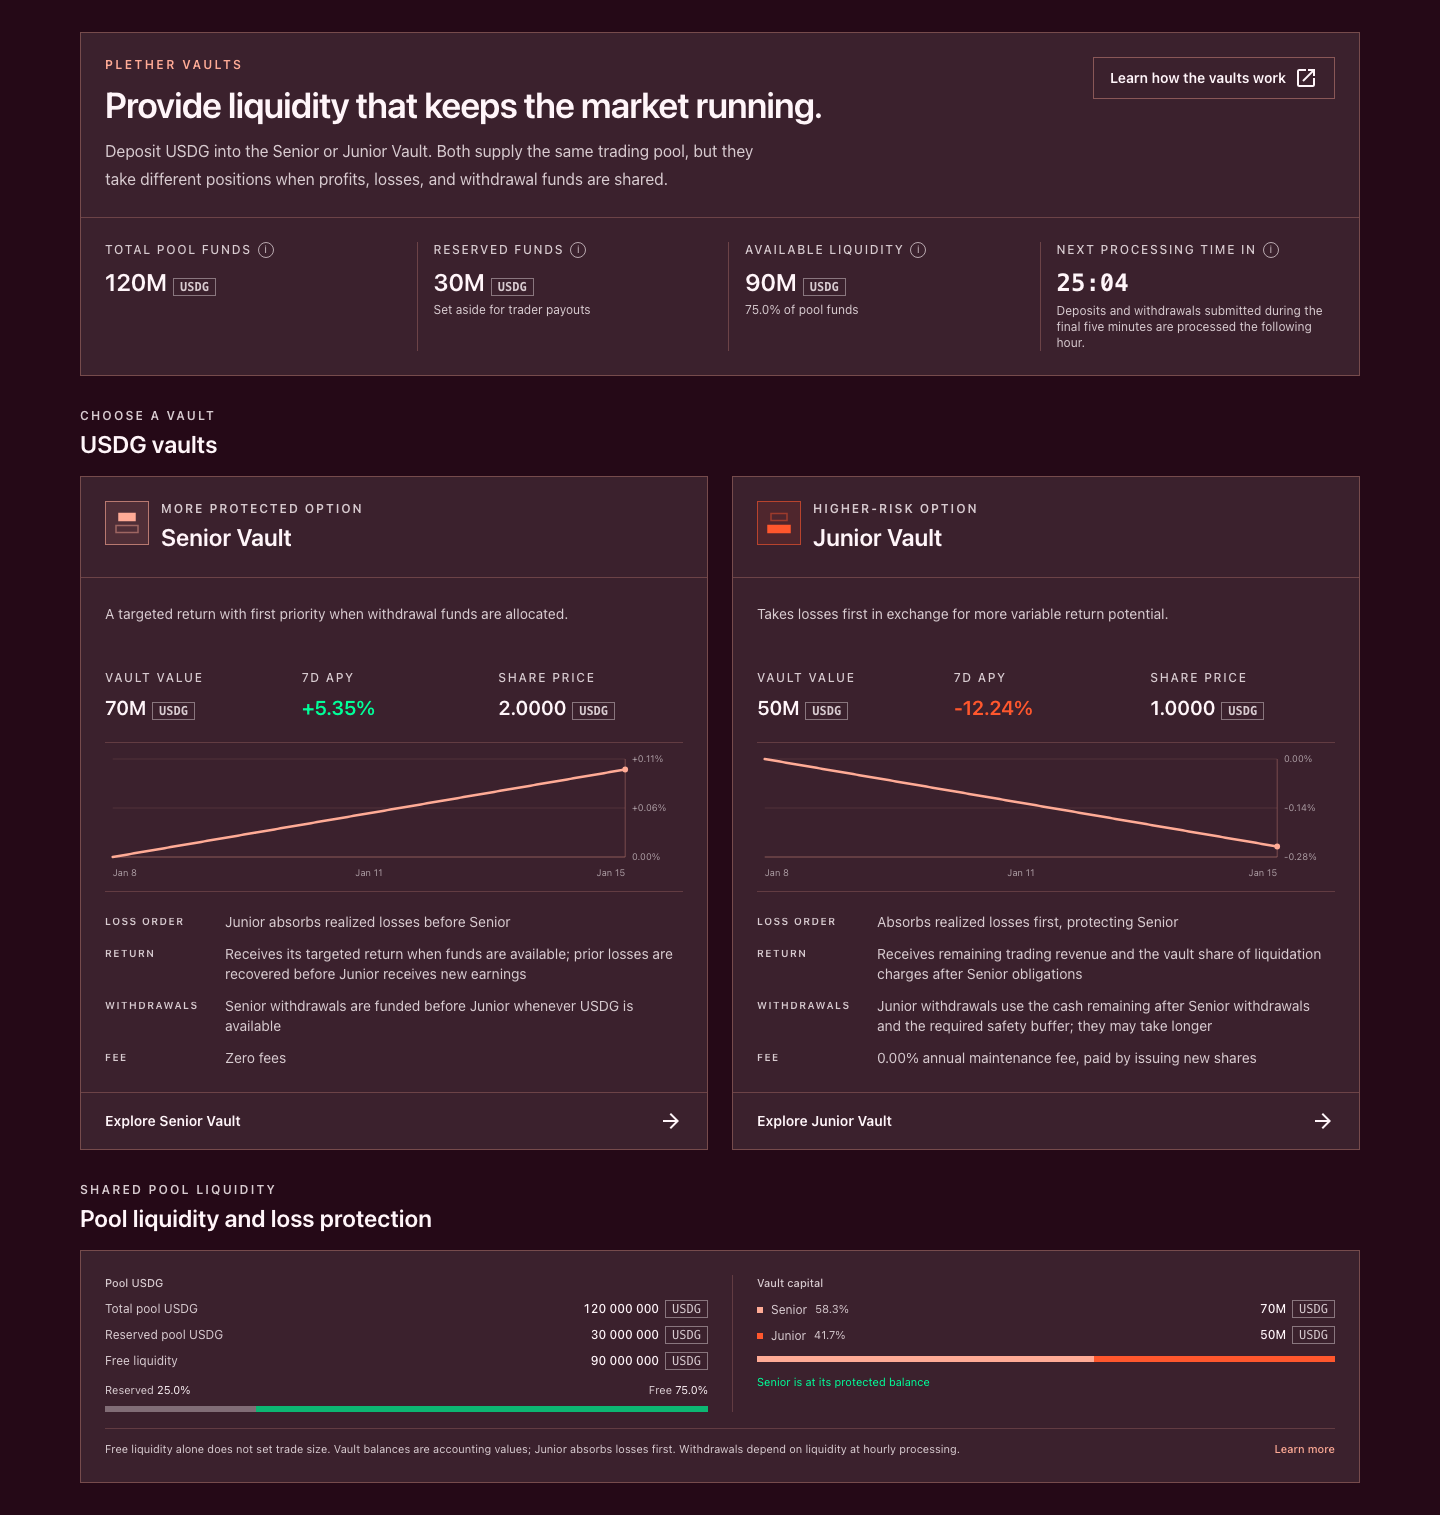 PLETHER VAULTS
Learn how the vaults work
Provide liquidity that keeps the market running.
Deposit USDG into the Senior or Junior Vault. Both supply the same trading pool, but they
take different positions when profits, losses, and withdrawal funds are shared.
TOTAL POOL FUNDS i
120M USDG
RESERVED FUNDS i
30M USDG
Set aside for trader payouts
AVAILABLE LIQUIDITY i
90M USDG
75.0% of pool funds
NEXT PROCESSING TIME IN i
25:04
Deposits and withdrawals submitted during the
final five minutes are processed the following
hour.
CHOOSE A VAULT
USDG vaults
MORE PROTECTED OPTION
Senior Vault
A targeted return with first priority when withdrawal funds are allocated.
VAULT VALUE
70M USDG
7D APY
+5.35%
SHARE PRICE
2.0000 USDG
+0.11%
+0.06%
0.00%
Jan 8
Jan 11
Jan 15
LOSS ORDER
Junior absorbs realized losses before Senior
RETURN
Receives its targeted return when funds are available; prior losses are
recovered before Junior receives new earnings
WITHDRAWALS
Senior withdrawals are funded before Junior whenever USDG is
available
FEE
Zero fees
Explore Senior Vault
HIGHER-RISK OPTION
Junior Vault
Takes losses first in exchange for more variable return potential.
VAULT VALUE
50M USDG
7D APY
-12.24%
SHARE PRICE
1.0000 USDG
0.00%
-0.14%
-0.28%
Jan 8
Jan 11
Jan 15
LOSS ORDER
Absorbs realized losses first, protecting Senior
RETURN
Receives remaining trading revenue and the vault share of liquidation
charges after Senior obligations
WITHDRAWALS
Junior withdrawals use the cash remaining after Senior withdrawals
and the required safety buffer; they may take longer
FEE
0.00% annual maintenance fee, paid by issuing new shares
Explore Junior Vault
SHARED POOL LIQUIDITY
Pool liquidity and loss protection
Pool USDG
Total pool USDG 120 000 000 USDG
Reserved pool USDG 30 000 000 USDG
Free liquidity 90 000 000 USDG
Reserved 25.0% Free 75.0%
Vault capital
Senior 58.3% 70M USDG
Junior 41.7% 50M USDG
Senior is at its protected balance
Free liquidity alone does not set trade size. Vault balances are accounting values; Junior absorbs losses first. Withdrawals depend on liquidity at hourly processing.
Learn more